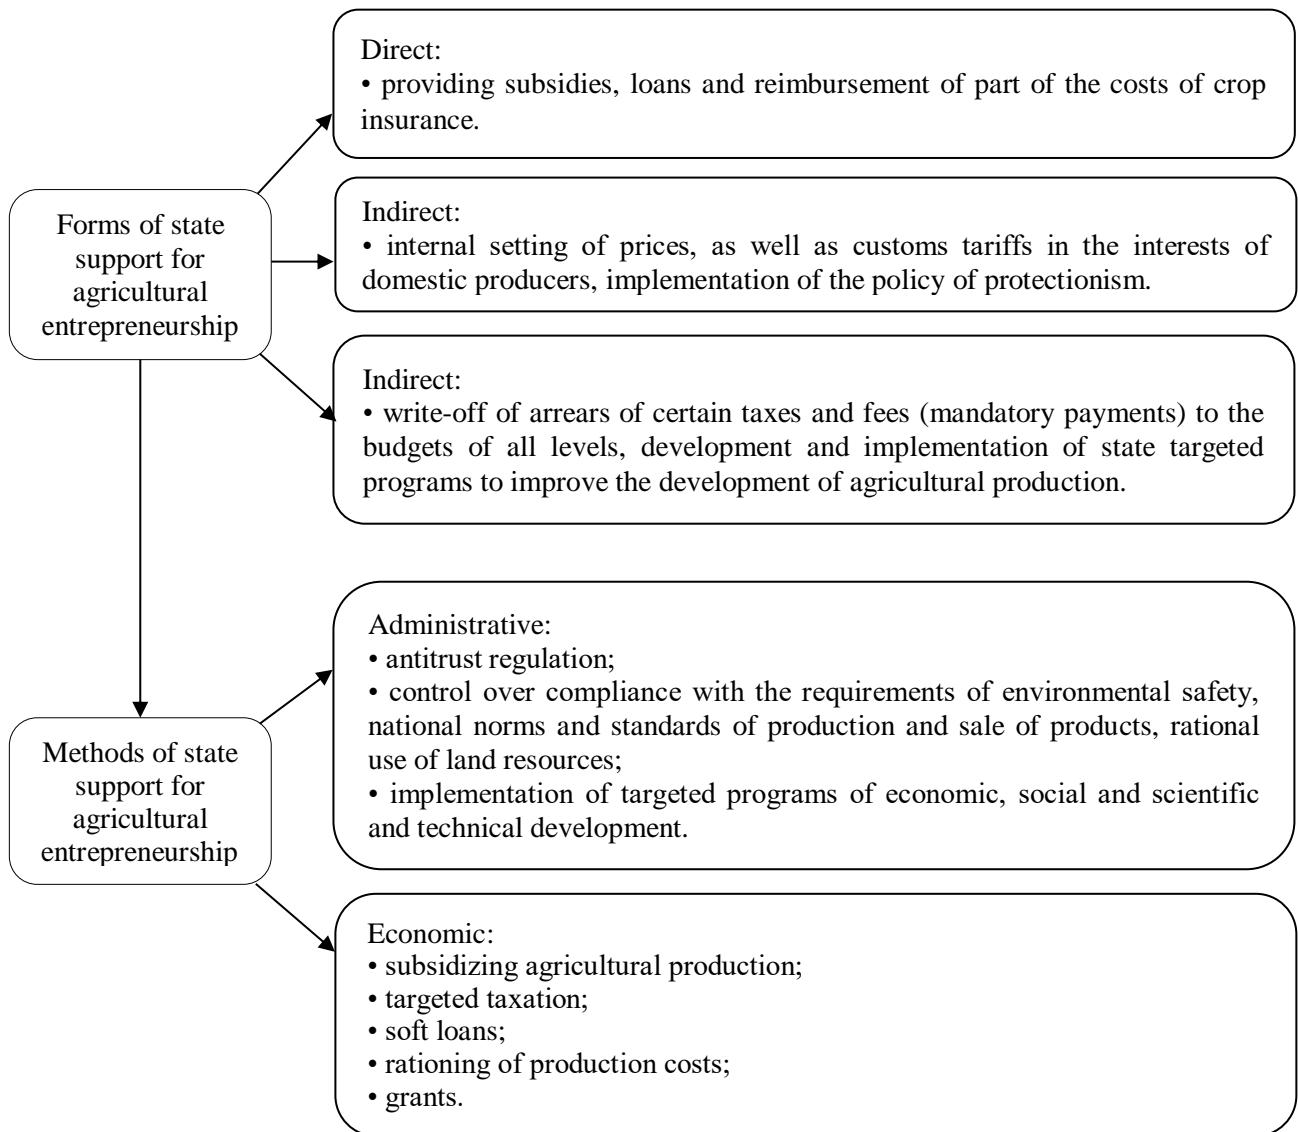 Direct:
• providing subsidies, loans and reimbursement of part of the costs of crop
insurance.
Forms of state
support for
agricultural
entrepreneurship
Indirect:
• internal setting of prices, as well as customs tariffs in the interests of
domestic producers, implementation of the policy of protectionism.
Indirect:
• write-off of arrears of certain taxes and fees (mandatory payments) to the
budgets of all levels, development and implementation of state targeted
programs to improve the development of agricultural production.
Methods of state
support for
agricultural
entrepreneurship
Administrative:
• antitrust regulation;
• control over compliance with the requirements of environmental safety,
national norms and standards of production and sale of products, rational
use of land resources;
• implementation of targeted programs of economic, social and scientific
and technical development.
Economic:
• subsidizing agricultural production;
• targeted taxation;
• soft loans;
• rationing of production costs;
• grants.